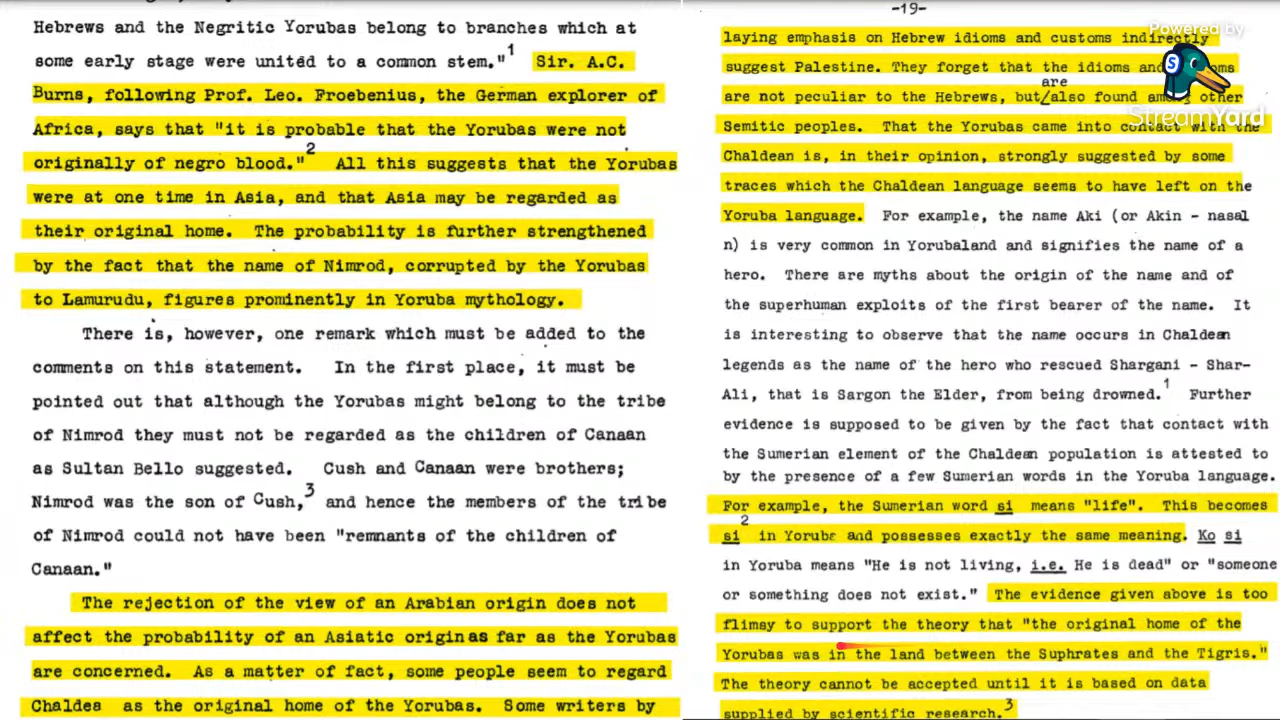 Hebrews and the Negritic Yorubas belong to branches which at
some early stage were united to a common stem."1 Sir. A.C.
Burns, following Prof. Leo. Froebenius, the German explorer of
Africa, says that "it is probable that the Yorubas were not
originally of negro blood."2 All this suggests that the Yorubas
were at one time in Asia, and that Asia may be regarded as
their original home. The probability is further strengthened
by the fact that the name of Nimrod, corrupted by the Yorubas
to Lamurudu, figures prominently in Yoruba mythology.
There is, however, one remark which must be added to the
comments on this statement. In the first place, it must be
pointed out that although the Yorubas might belong to the tribe
of Nimrod they must not be regarded as the children of Canaan
as Sultan Bello suggested. Cush and Canaan were brothers;
Nimrod was the son of Cush,3 and hence the members of the tribe
of Nimrod could not have been "remnants of the children of
Canaan."
The rejection of the view of an Arabian origin does not
affect the probability of an Asiatic origin as far as the Yorubas
are concerned. As a matter of fact, some people seem to regard
Chaldea as the original home of the Yorubas. Some writers by
-19-
laying emphasis on Hebrew idioms and customs indirectly
suggest Palestine. They forget that the idioms and
are
are not peculiar to the Hebrews, but/also found among other
Semitic peoples. That the Yorubas came into contact with the
Chaldean is, in their opinion, strongly suggested by some
traces which the Chaldean language seems to have left on the
Yoruba language. For example, the name Aki (or Akin - nasal
n) is very common in Yorubaland and signifies the name of a
hero. There are myths about the origin of the name and of
the superhuman exploits of the first bearer of the name. It
is interesting to observe that the name occurs in Chaldean
legends as the name of the hero who rescued Shargani - Shar-
Ali, that is Sargon the Elder, from being drowned.1 Further
evidence is supposed to be given by the fact that contact with
the Sumerian element of the Chaldean population is attested to
by the presence of a few Sumerian words in the Yoruba language.
For example, the Sumerian word si means "life". This becomes
si2 in Yoruba and possesses exactly the same meaning. Ko si
in Yoruba means "He is not living, i.e. He is dead" or "someone
or something does not exist." The evidence given above is too
flimsy to support the theory that "the original home of the
Yorubas was in the land between the Suphrates and the Tigris."
The theory cannot be accepted until it is based on data
supplied by scientific research.3
Powered by
S
StreamYard